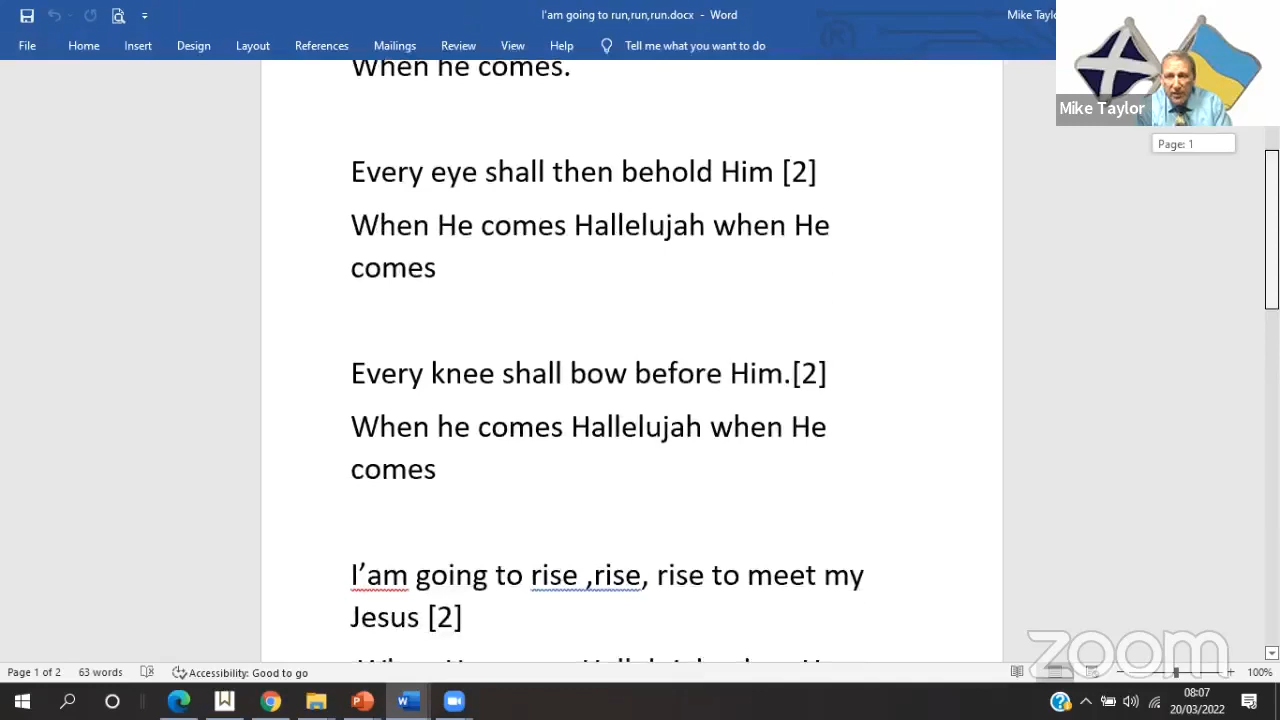 I'am going to run,run,run.docx - Word
Mike Taylo
File Home Insert Design Layout References Mailings Review View Help Tell me what you want to do
When he comes.
Mike Taylor
Page: 1
Every eye shall then behold Him [2]
When He comes Hallelujah when He
comes
Every knee shall bow before Him.[2]
When he comes Hallelujah when He
comes
I'am going to rise ,rise, rise to meet my
Jesus [2]
zoom
Page 1 of 2 63 words Accessibility: Good to go 100%
08:07
20/03/2022